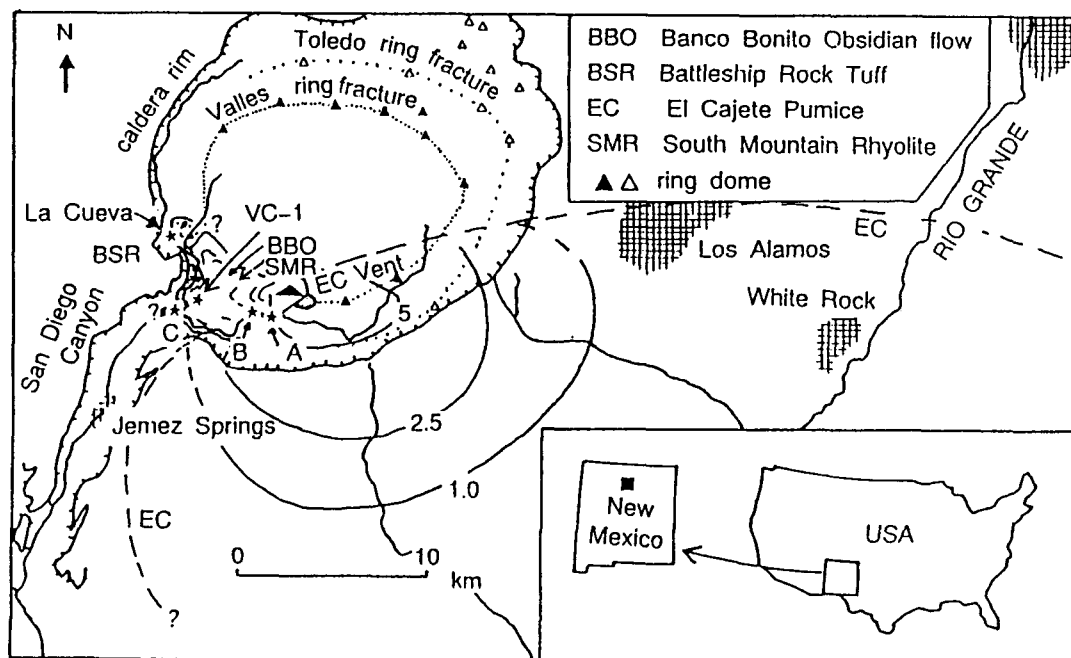 N
caldera rim
Toledo ring fracture
Valles ring fracture
BBO Banco Bonito Obsidian flow
BSR Battleship Rock Tuff
EC El Cajete Pumice
SMR South Mountain Rhyolite
ring dome
La Cueva
?
VC-1
BSR
BBO
SMR
EC Vent
Los Alamos
EC
RIO GRANDE
White Rock
San Diego
Canyon
?
C
B
A
5
Jemez Springs
2.5
1.0
EC
0
10
km
?
New
Mexico
USA